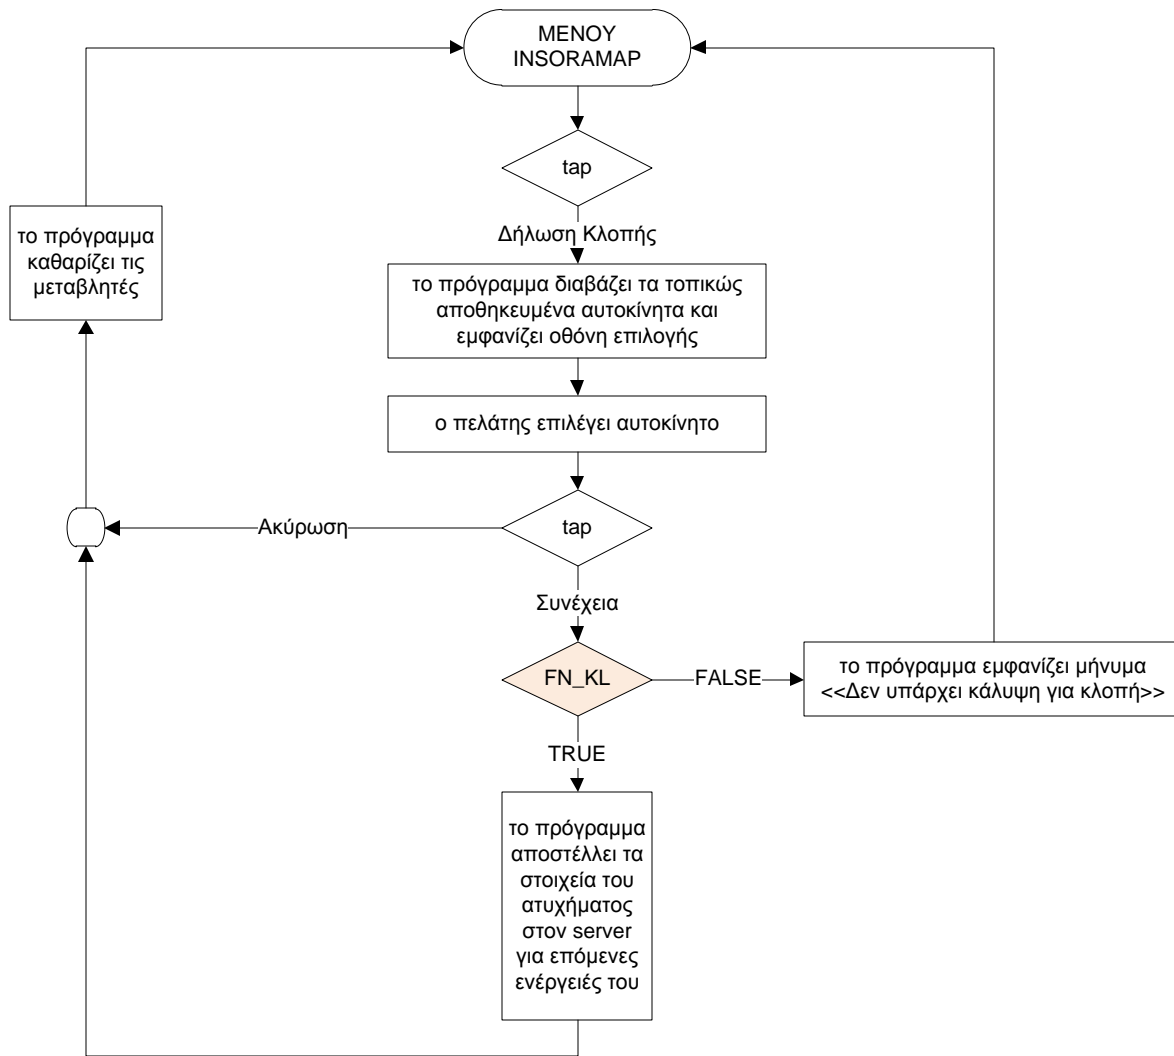 ΜΕΝΟΥ
INSORAMAP
tap
Δήλωση Κλοπής
το πρόγραμμα
καθαρίζει τις
μεταβλητές
το πρόγραμμα διαβάζει τα τοπικώς
αποθηκευμένα αυτοκίνητα και
εμφανίζει οθόνη επιλογής
ο πελάτης επιλέγει αυτοκίνητο
Ακύρωση
tap
Συνέχεια
FN_KL
FALSE
το πρόγραμμα εμφανίζει μήνυμα
<<Δεν υπάρχει κάλυψη για κλοπή>>
TRUE
το πρόγραμμα
αποστέλλει τα
στοιχεία του
ατυχήματος
στον server
για επόμενες
ενέργειές του